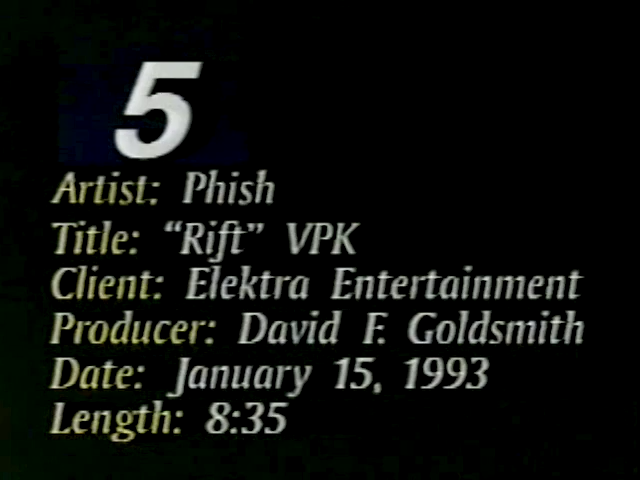 5
Artist: Phish
Title: “Rift” VPK
Client: Elektra Entertainment
Producer: David F. Goldsmith
Date: January 15, 1993
Length: 8:35